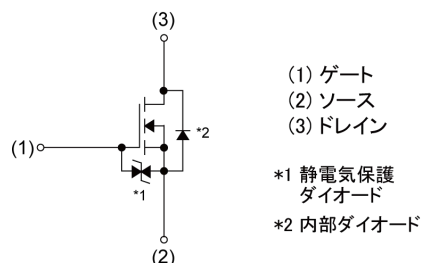 (3)
(1)
*2
*1
(2)
(1) ゲート
(2) ソース
(3) ドレイン
*1 静電気保護
ダイオード
*2 内部ダイオード